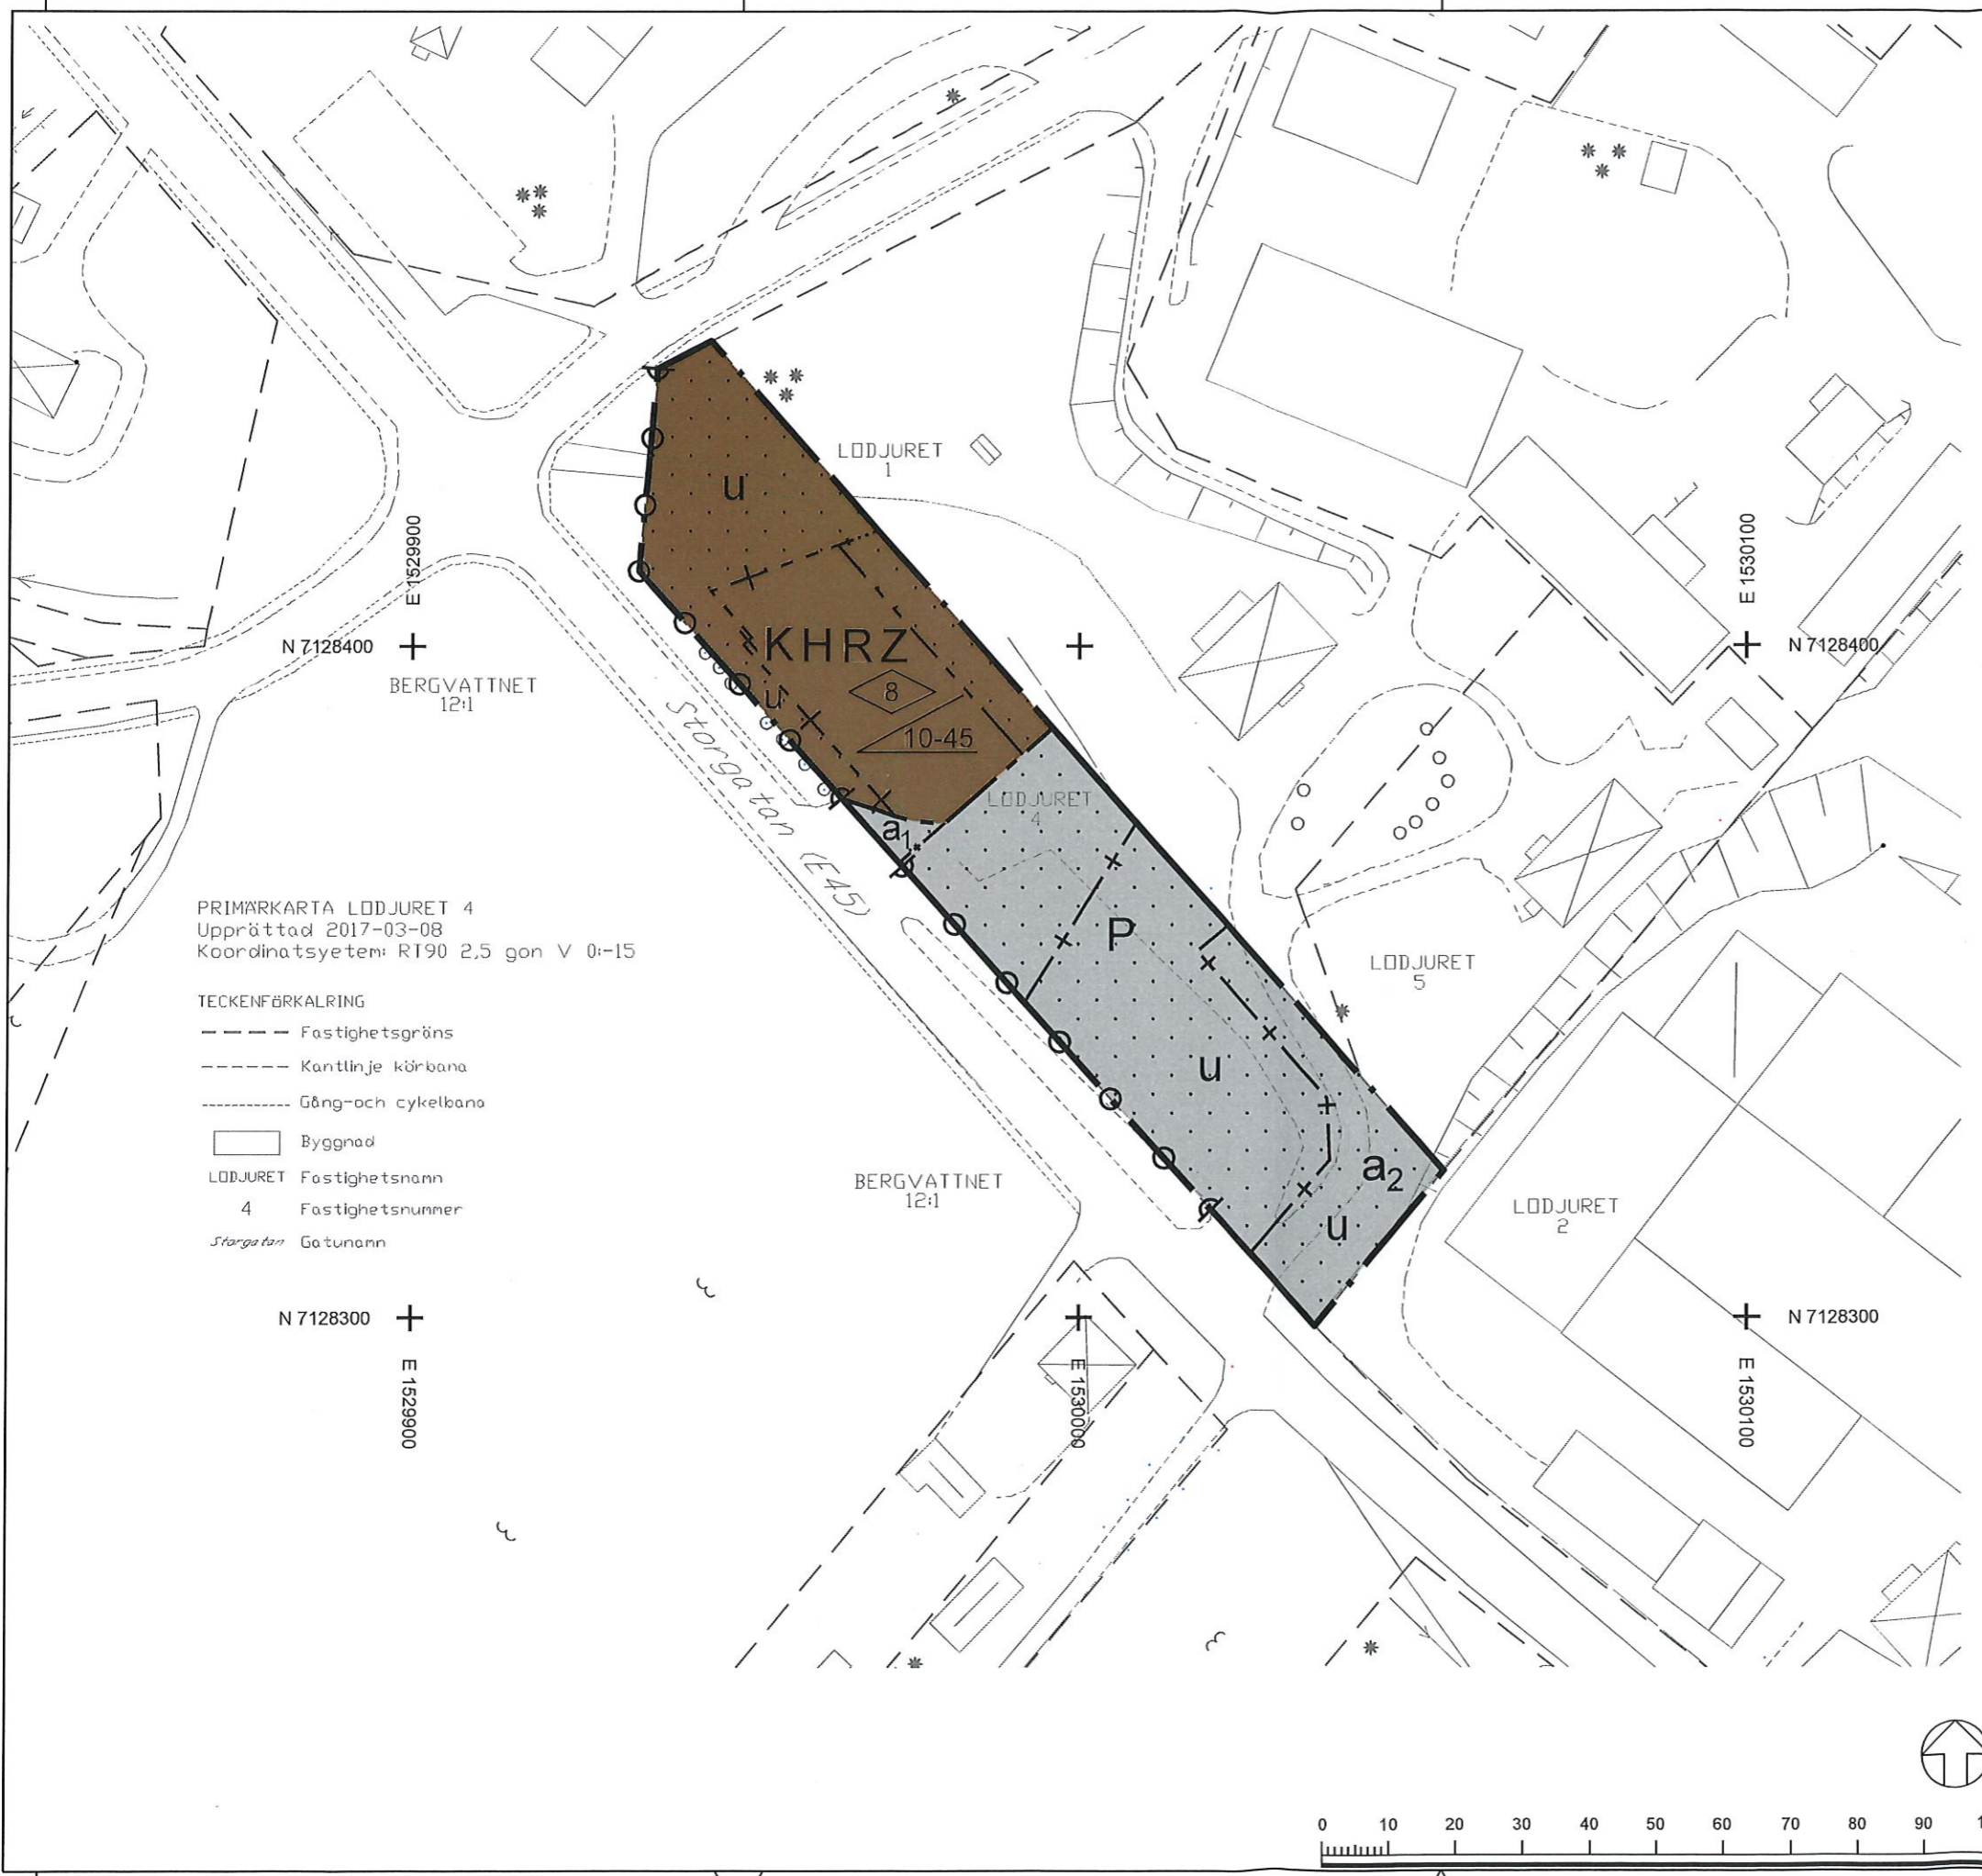 LODJURET
1
E 1529900
E 1530100
N 7128400
N 7128400
BERGVATTNET
12:1
u
KHRZ
8
u
10-45
Storgatan (E45)
LODJURET
4
a1
P
PRIMÄRKARTA LODJURET 4
Upprättad 2017-03-08
Koordinatsyetem: RT90 2,5 gon V 0:-15
TECKENFÖRKALRING
Fastighetsgräns
Kantlinje körbana
Gång-och cykelbana
Byggnad
LODJURET Fastighetsnamn
4 Fastighetsnummer
Storgatan Gatunamn
LODJURET
5
u
a2
u
BERGVATTNET
12:1
LODJURET
2
N 7128300
N 7128300
E 1529900
E 1530000
E 1530100
0 10 20 30 40 50 60 70 80 90